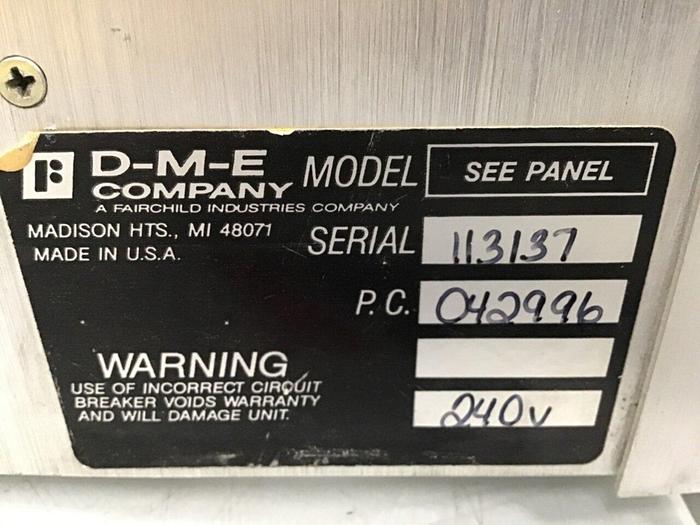 D-M-E
COMPANY
A FAIRCHILD INDUSTRIES COMPANY
MADISON HTS., MI 48071
MADE IN U.S.A.
MODEL SEE PANEL
SERIAL 113137
P.C. 042996
240v
WARNING
USE OF INCORRECT CIRCUIT
BREAKER VOIDS WARRANTY
AND WILL DAMAGE UNIT.